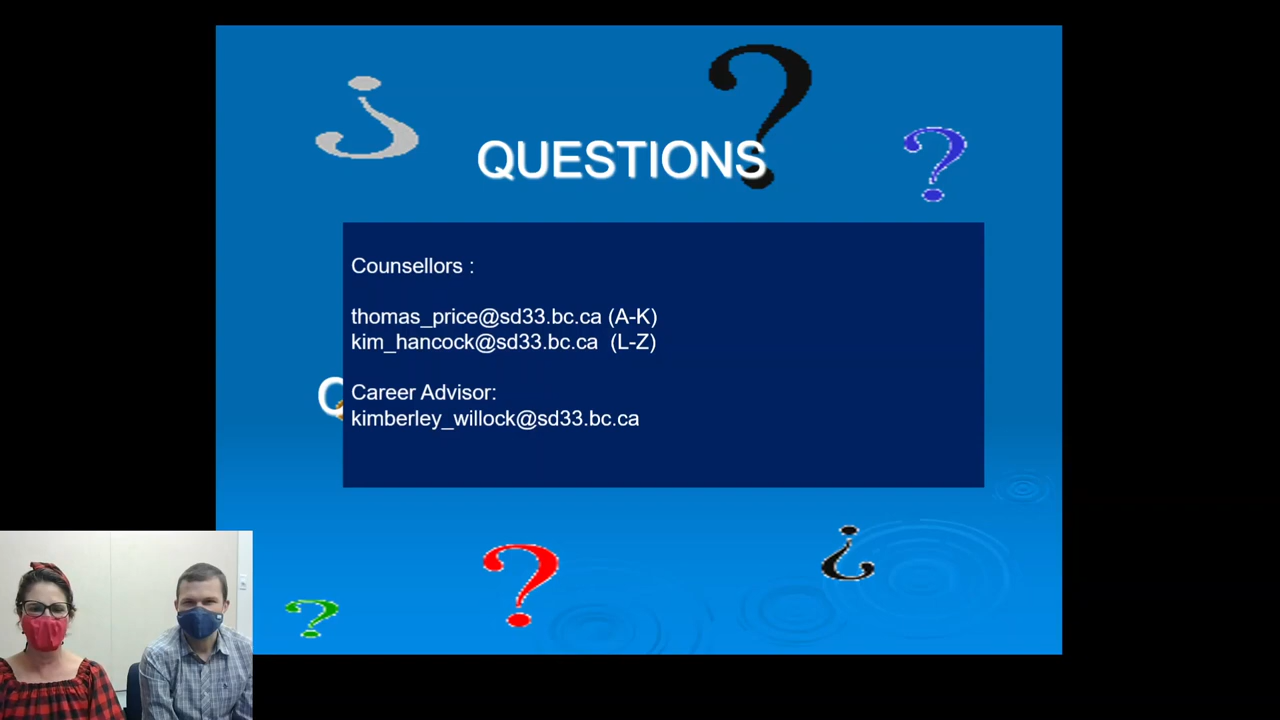 QUESTIONS
Counsellors :
thomas_price@sd33.bc.ca (A-K)
kim_hancock@sd33.bc.ca (L-Z)
Q
Career Advisor:
kimberley_willock@sd33.bc.ca